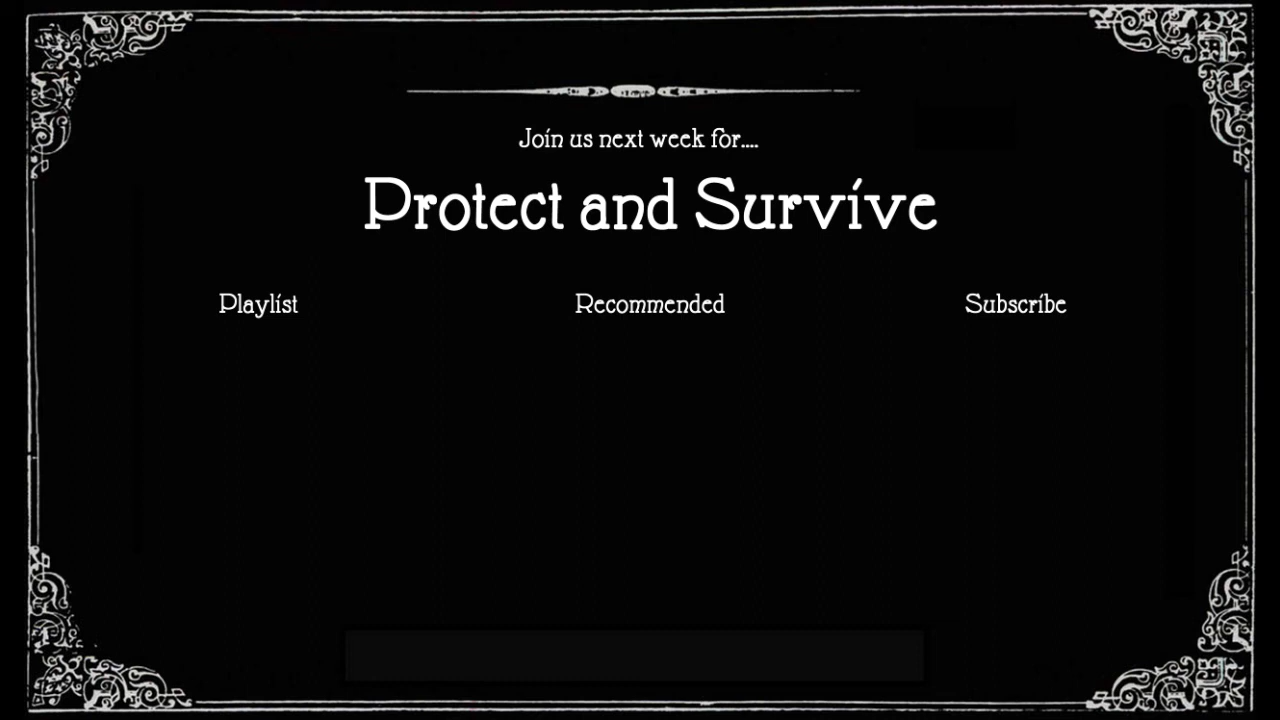 Join us next week for....
Protect and Survive
Playlist
Recommended
Subscribe